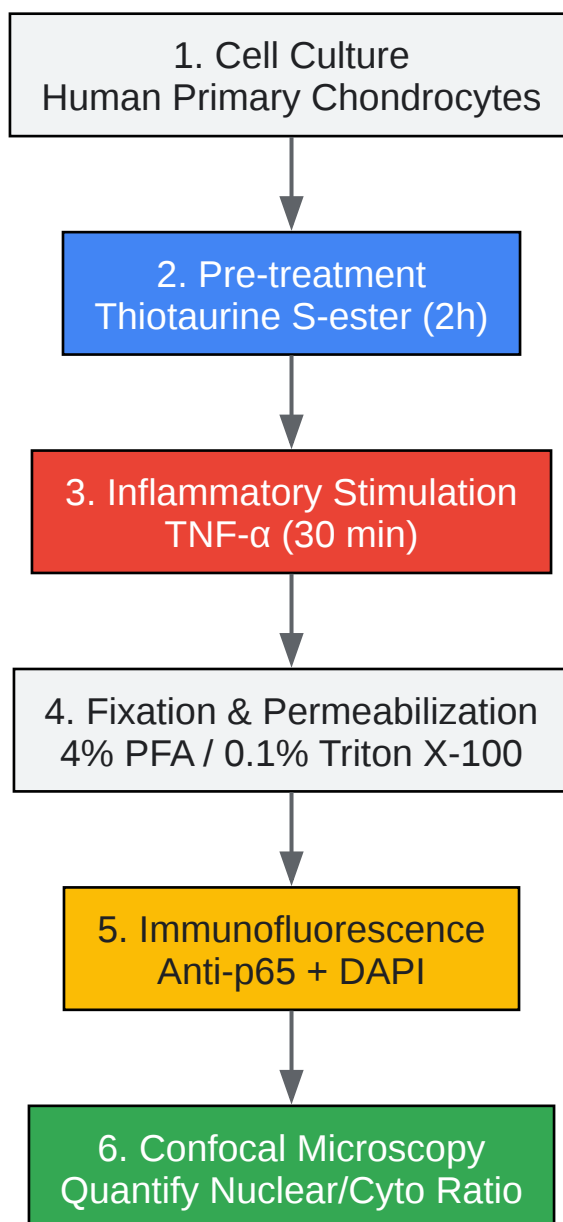 1. Cell Culture
Human Primary Chondrocytes
2. Pre-treatment
Thiotaurine S-ester (2h)
3. Inflammatory Stimulation
TNF-α (30 min)
4. Fixation & Permeabilization
4% PFA / 0.1% Triton X-100
5. Immunofluorescence
Anti-p65 + DAPI
6. Confocal Microscopy
Quantify Nuclear/Cyto Ratio